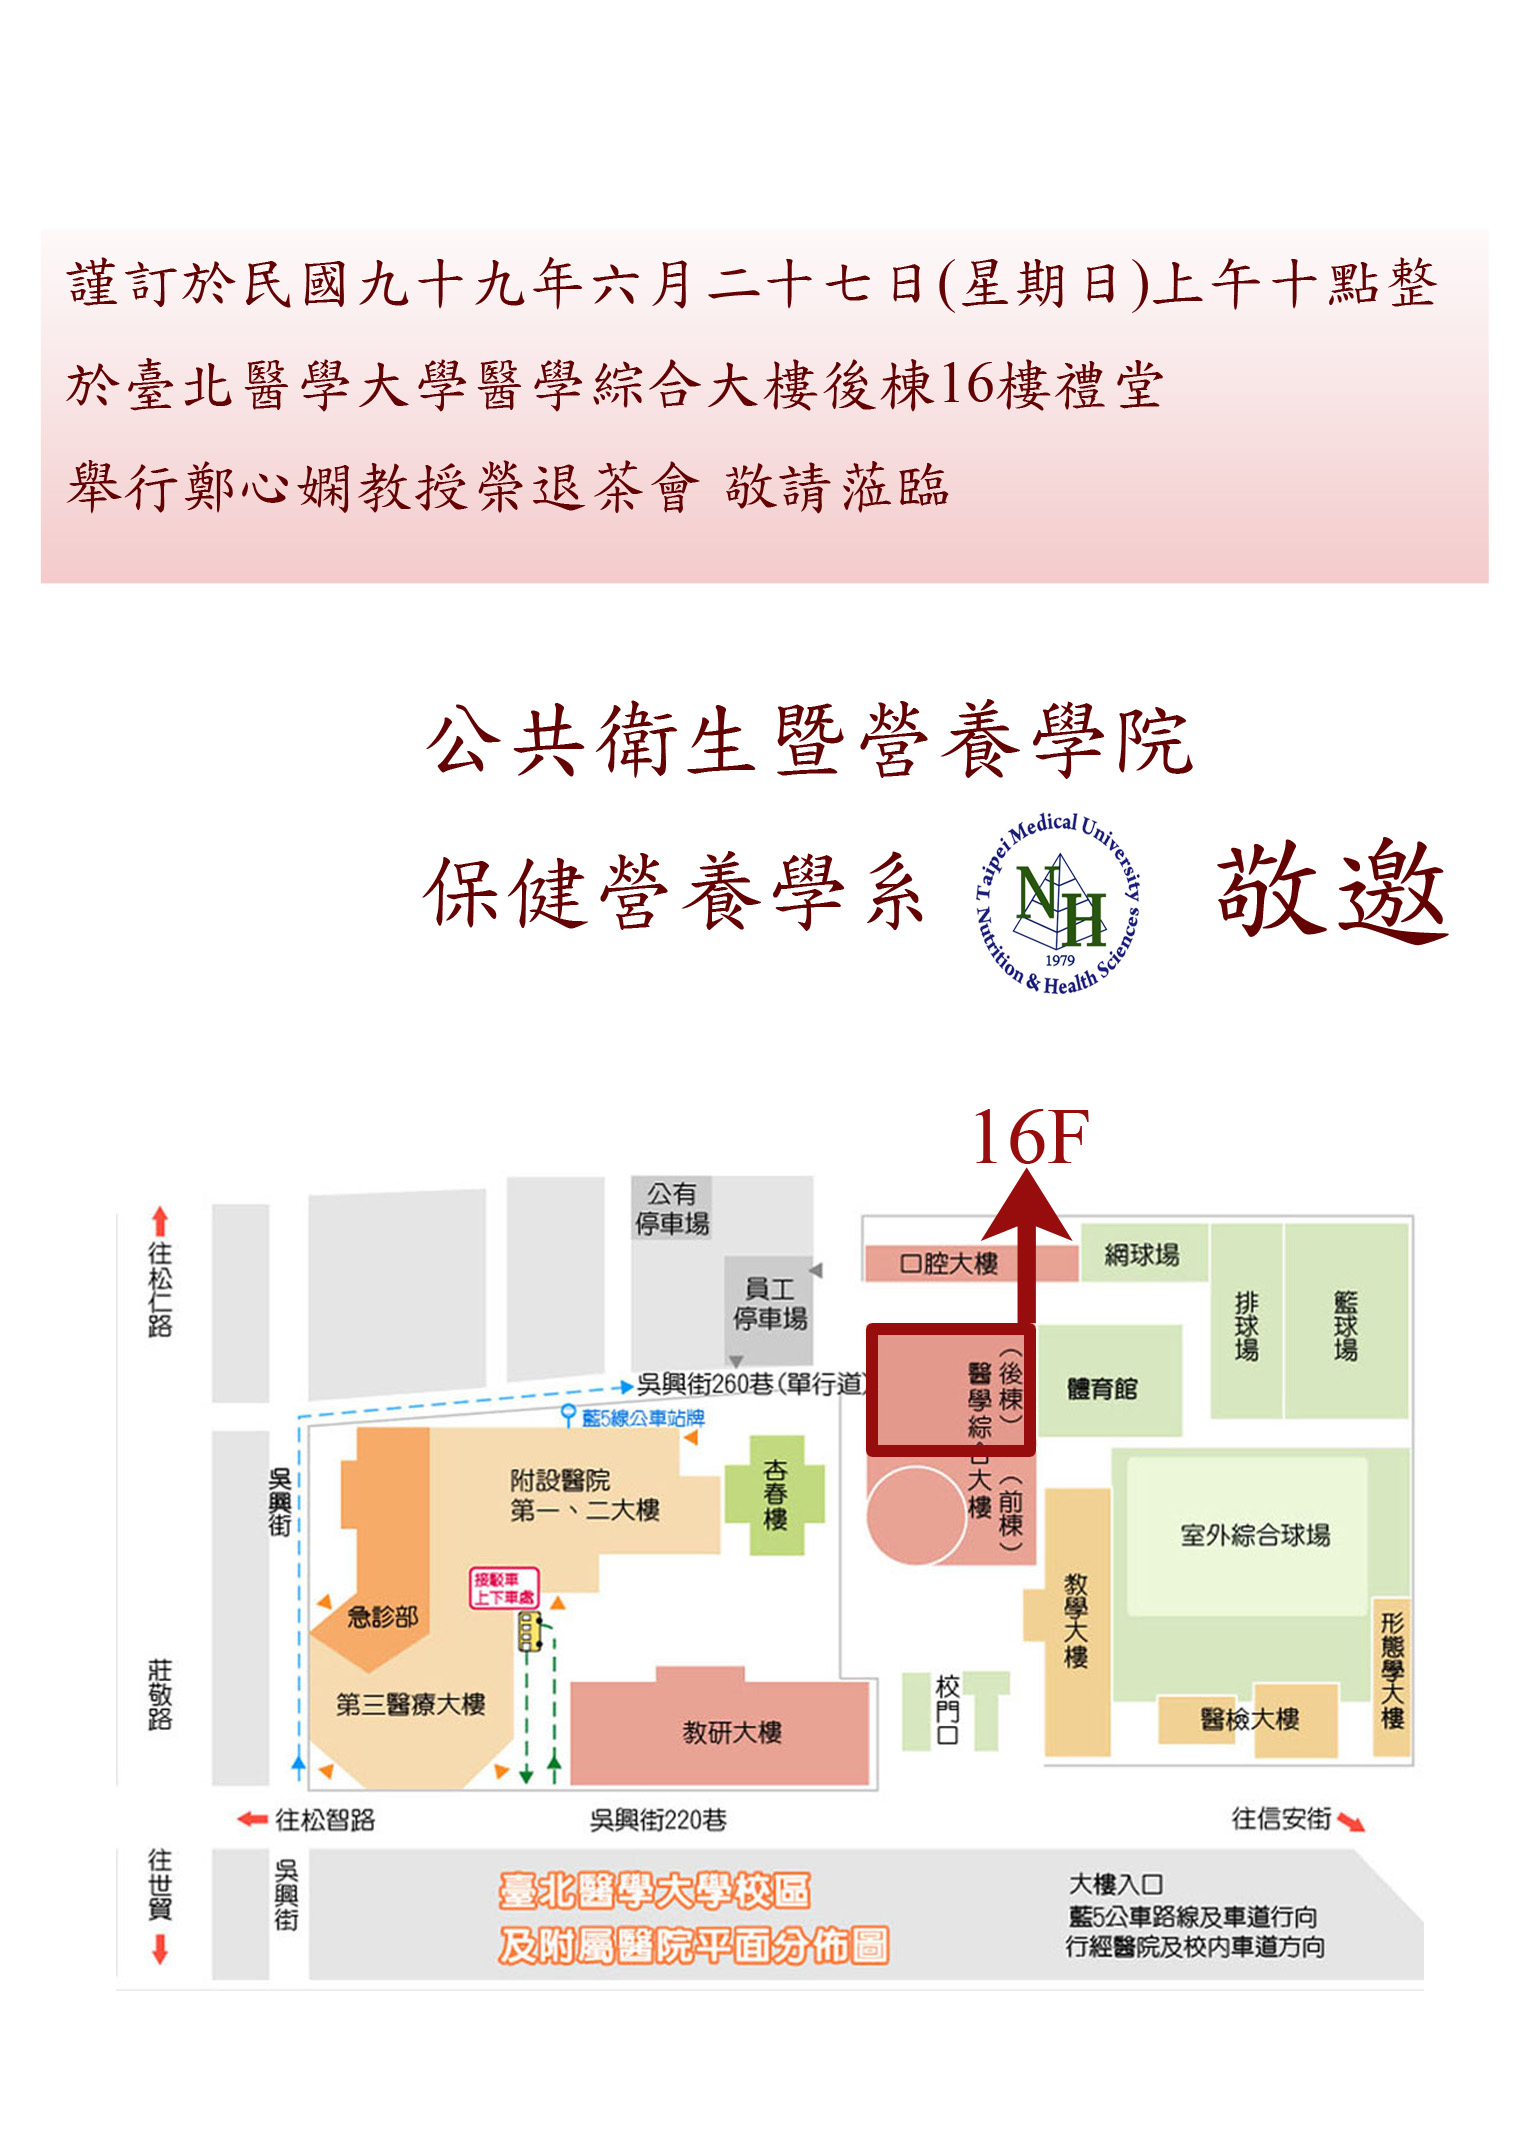 謹訂於民國九十九年六月二十七日(星期日)上午十點整
於臺北醫學大學醫學綜合大樓後棟16樓禮堂
舉行鄭心嫻教授榮退茶會 敬請蒞臨
公共衛生暨營養學院
保健營養學系
Taipei Medical University
NH
1979
Nutrition & Health Sciences
敬邀
16F
公有
停車場
員工
停車場
往松仁路
口腔大樓
網球場
排球場
籃球場
醫學綜合大樓
（後棟）
（前棟）
體育館
吳興街260巷(單行道)
藍5線公車站牌
吳興街
附設醫院
第一、二大樓
杏春樓
室外綜合球場
接駁車
上下車處
急診部
教學大樓
形態學大樓
莊敬路
第三醫療大樓
教研大樓
校門口
醫檢大樓
往松智路
吳興街220巷
往信安街
往世貿
吳興街
臺北醫學大學校區
及附屬醫院平面分佈圖
大樓入口
藍5公車路線及車道行向
行經醫院及校內車道方向